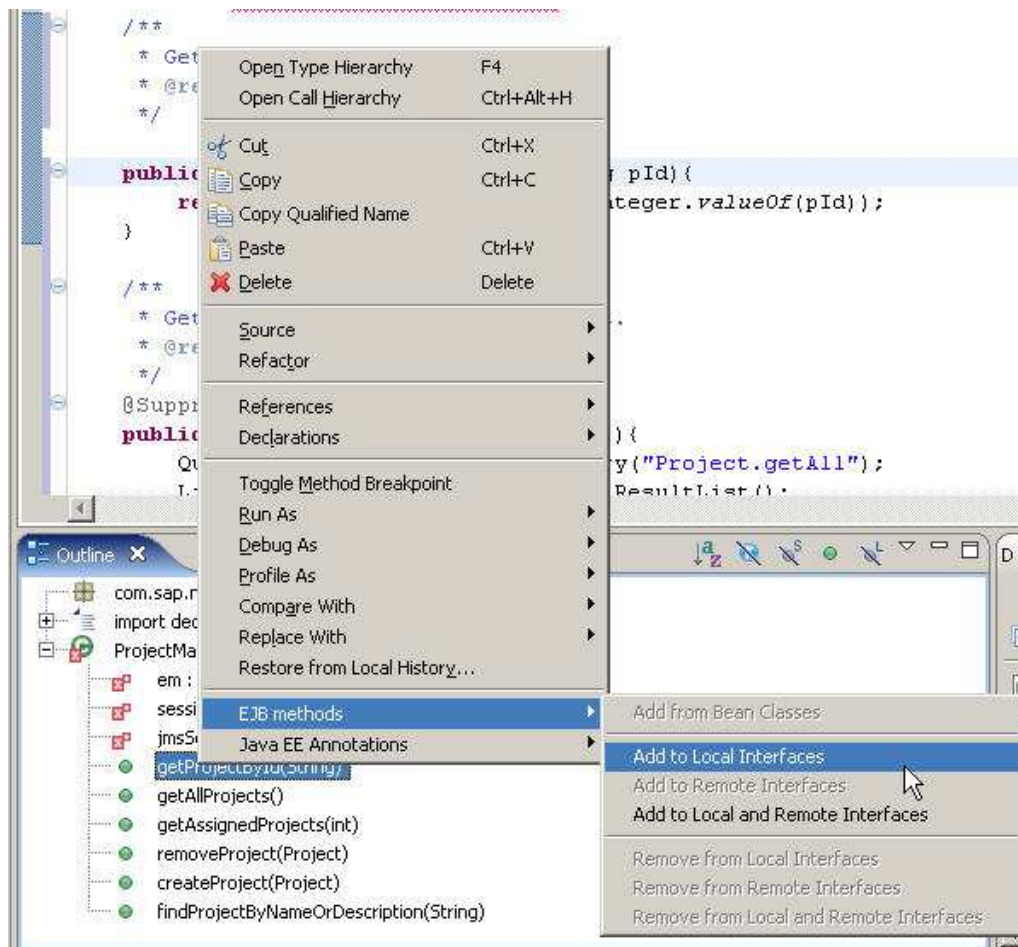 /**
* Get
* @re
*/
public pId){
re nteger.valueOf(pId));
}
/**
* Get .
* @re
*/
@Suppr
public ){
Qu y("Project.getAll");
ResultList();
Open Type Hierarchy F4
Open Call Hierarchy Ctrl+Alt+H
Cut Ctrl+X
Copy Ctrl+C
Copy Qualified Name
Paste Ctrl+V
Delete Delete
Source
Refactor
References
Declarations
Toggle Method Breakpoint
Run As
Debug As
Profile As
Compare With
Replace With
Restore from Local History...
EJB methods
Java EE Annotations
Add from Bean Classes
Add to Local Interfaces
Add to Remote Interfaces
Add to Local and Remote Interfaces
Remove from Local Interfaces
Remove from Remote Interfaces
Remove from Local and Remote Interfaces
Outline
D
com.sap.r
import dec
ProjectMa
em :
sessi
jmsSe
getProjectById(String)
getAllProjects()
getAssignedProjects(int)
removeProject(Project)
createProject(Project)
findProjectByNameOrDescription(String)